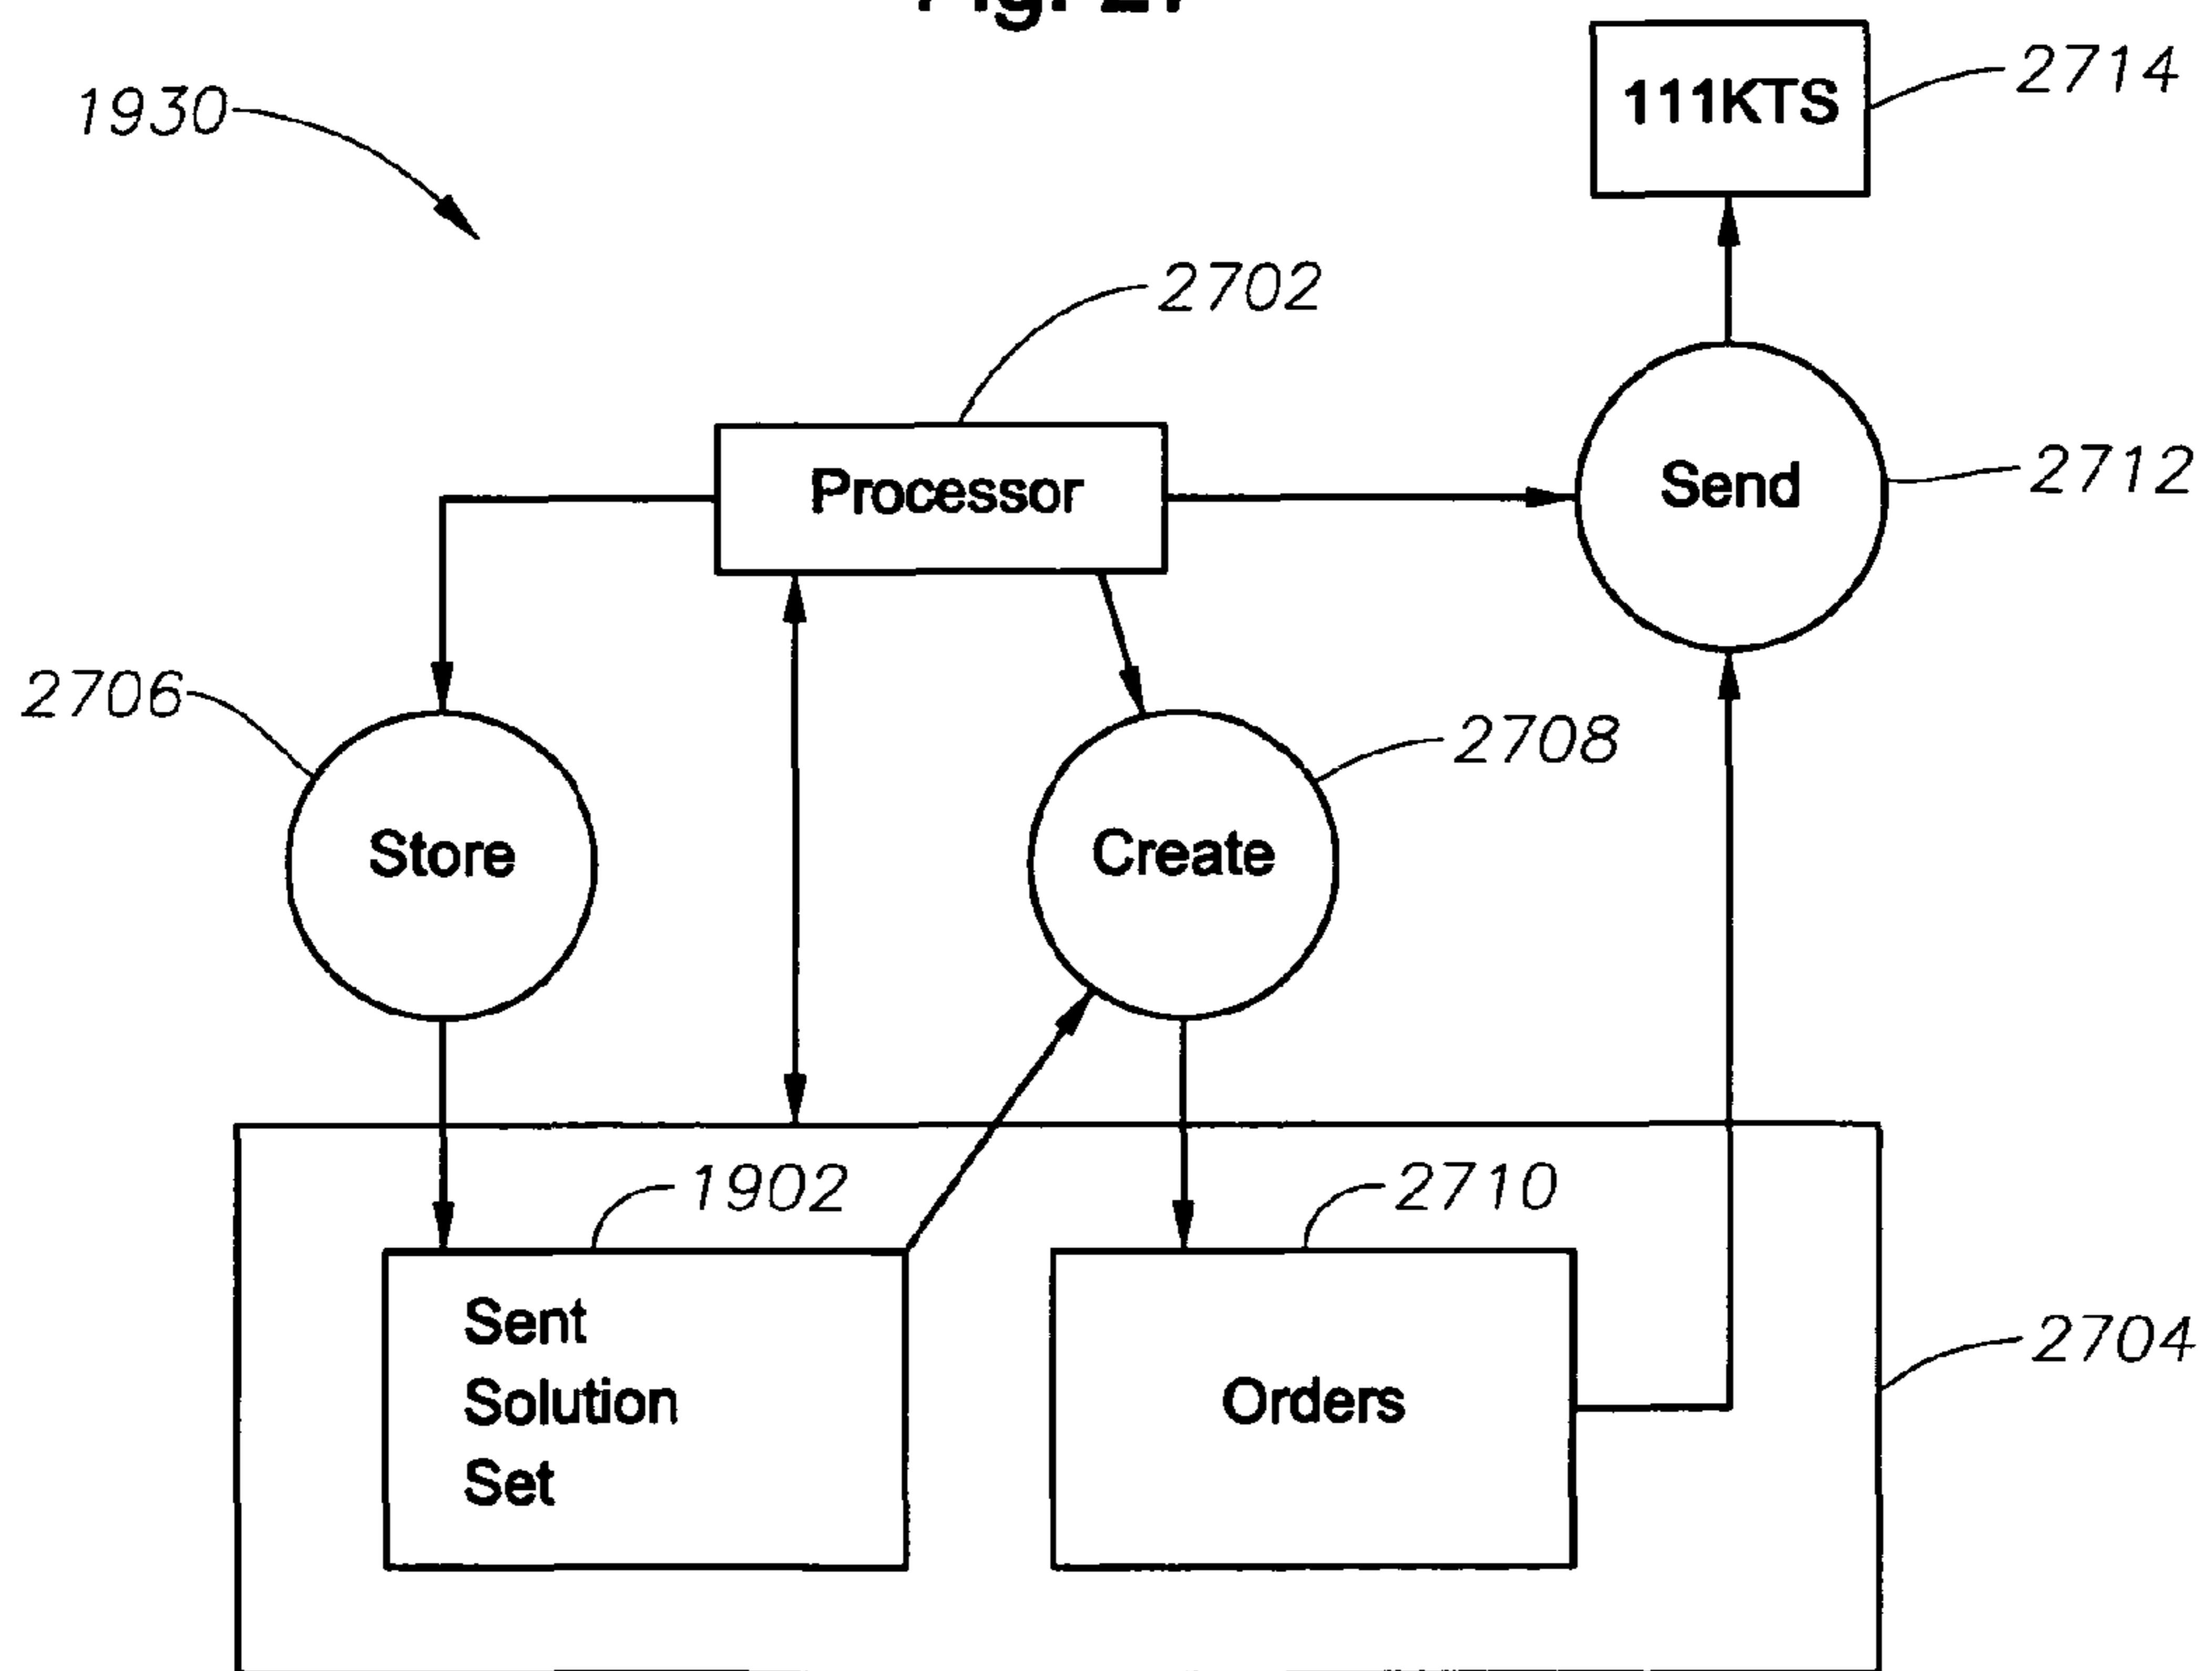 111KTS
2714
1930
2702
Processor
Send
2712
2706
2708
Store
Create
1902
2710
Sent
Solution
Set
Orders
2704